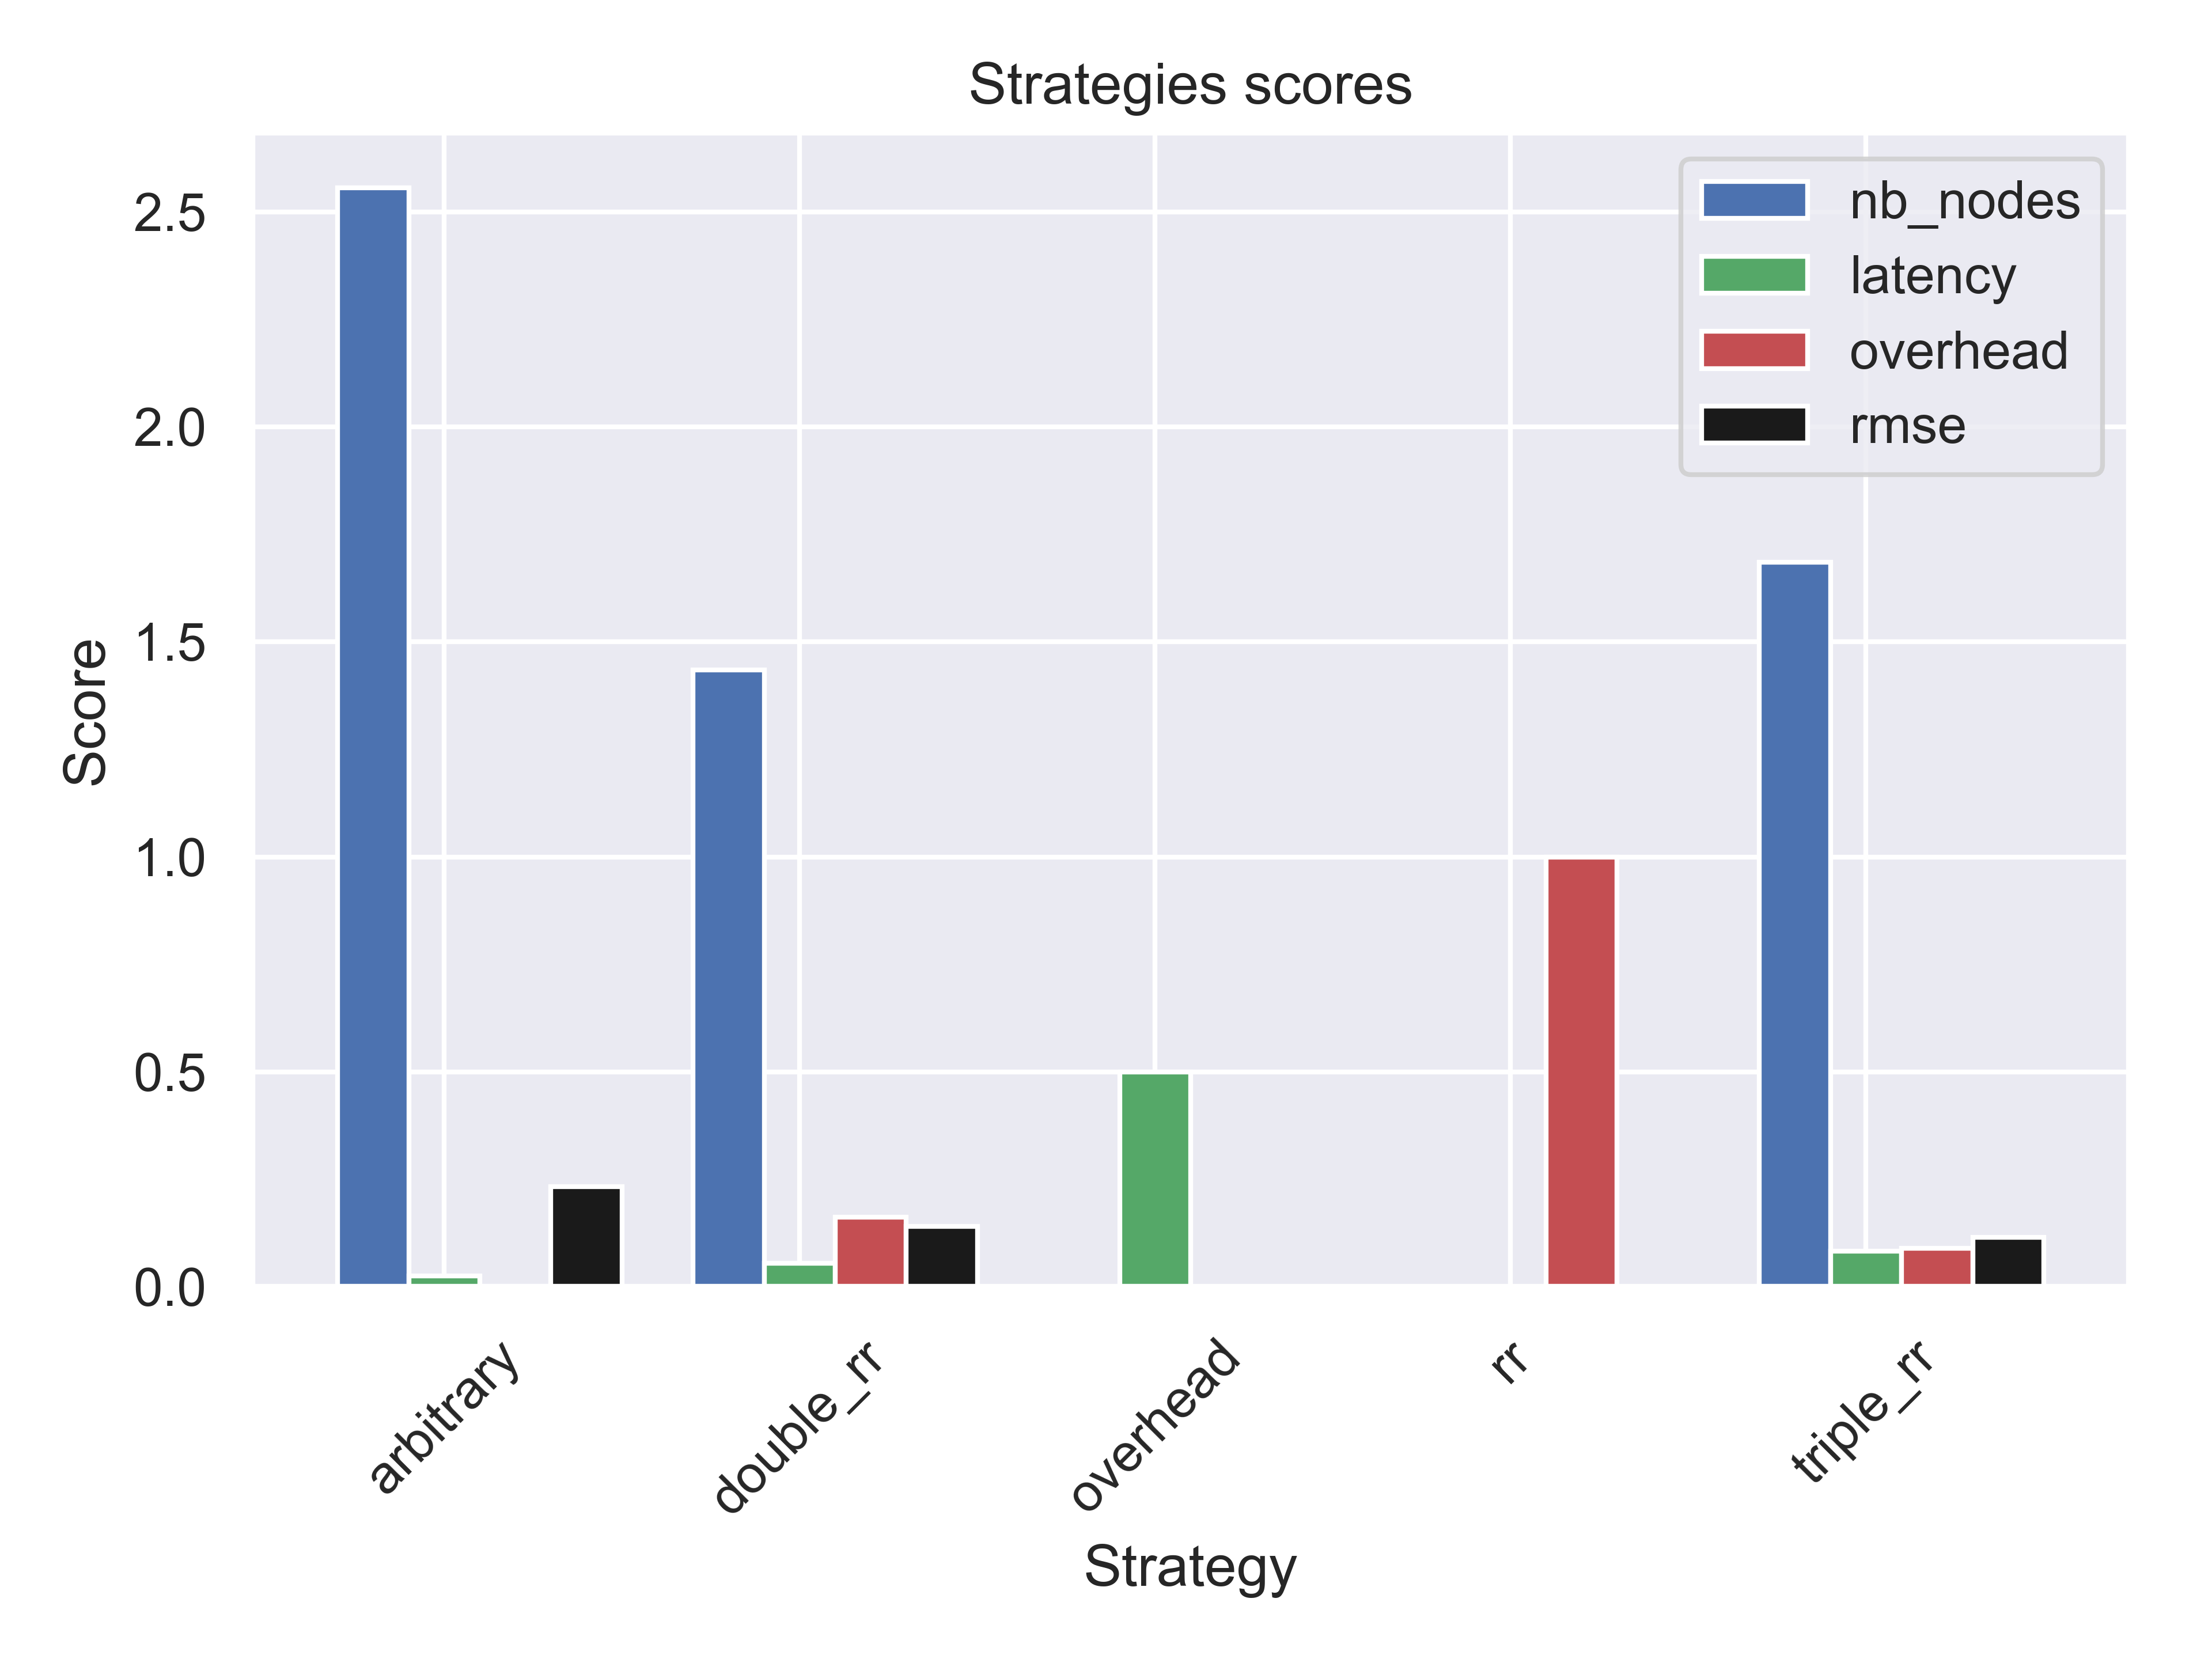 Strategies scores
nb_nodes
latency
overhead
rmse
Score
2.5
2.0
1.5
1.0
0.5
0.0
arbitrary
double_rr
overhead
rr
triple_rr
Strategy